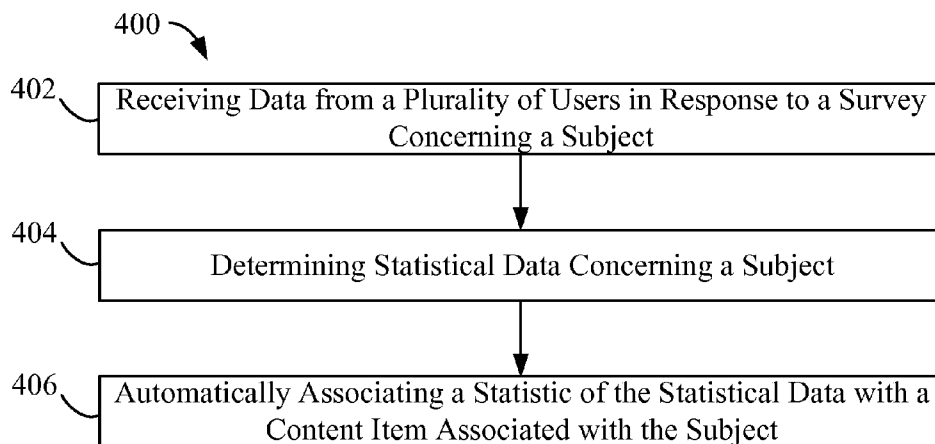 400
402
Receiving Data from a Plurality of Users in Response to a Survey
Concerning a Subject
404
Determining Statistical Data Concerning a Subject
406
Automatically Associating a Statistic of the Statistical Data with a
Content Item Associated with the Subject